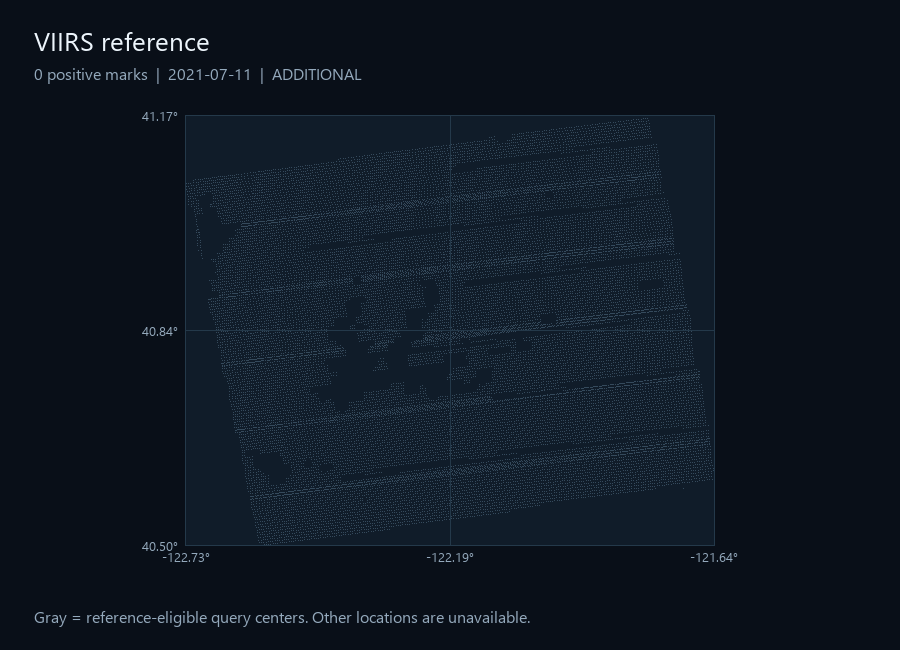 VIIRS reference
0 positive marks | 2021-07-11 | ADDITIONAL
41.17°
40.84°
40.50°
-122.73° -122.19° -121.64°
Gray = reference-eligible query centers. Other locations are unavailable.